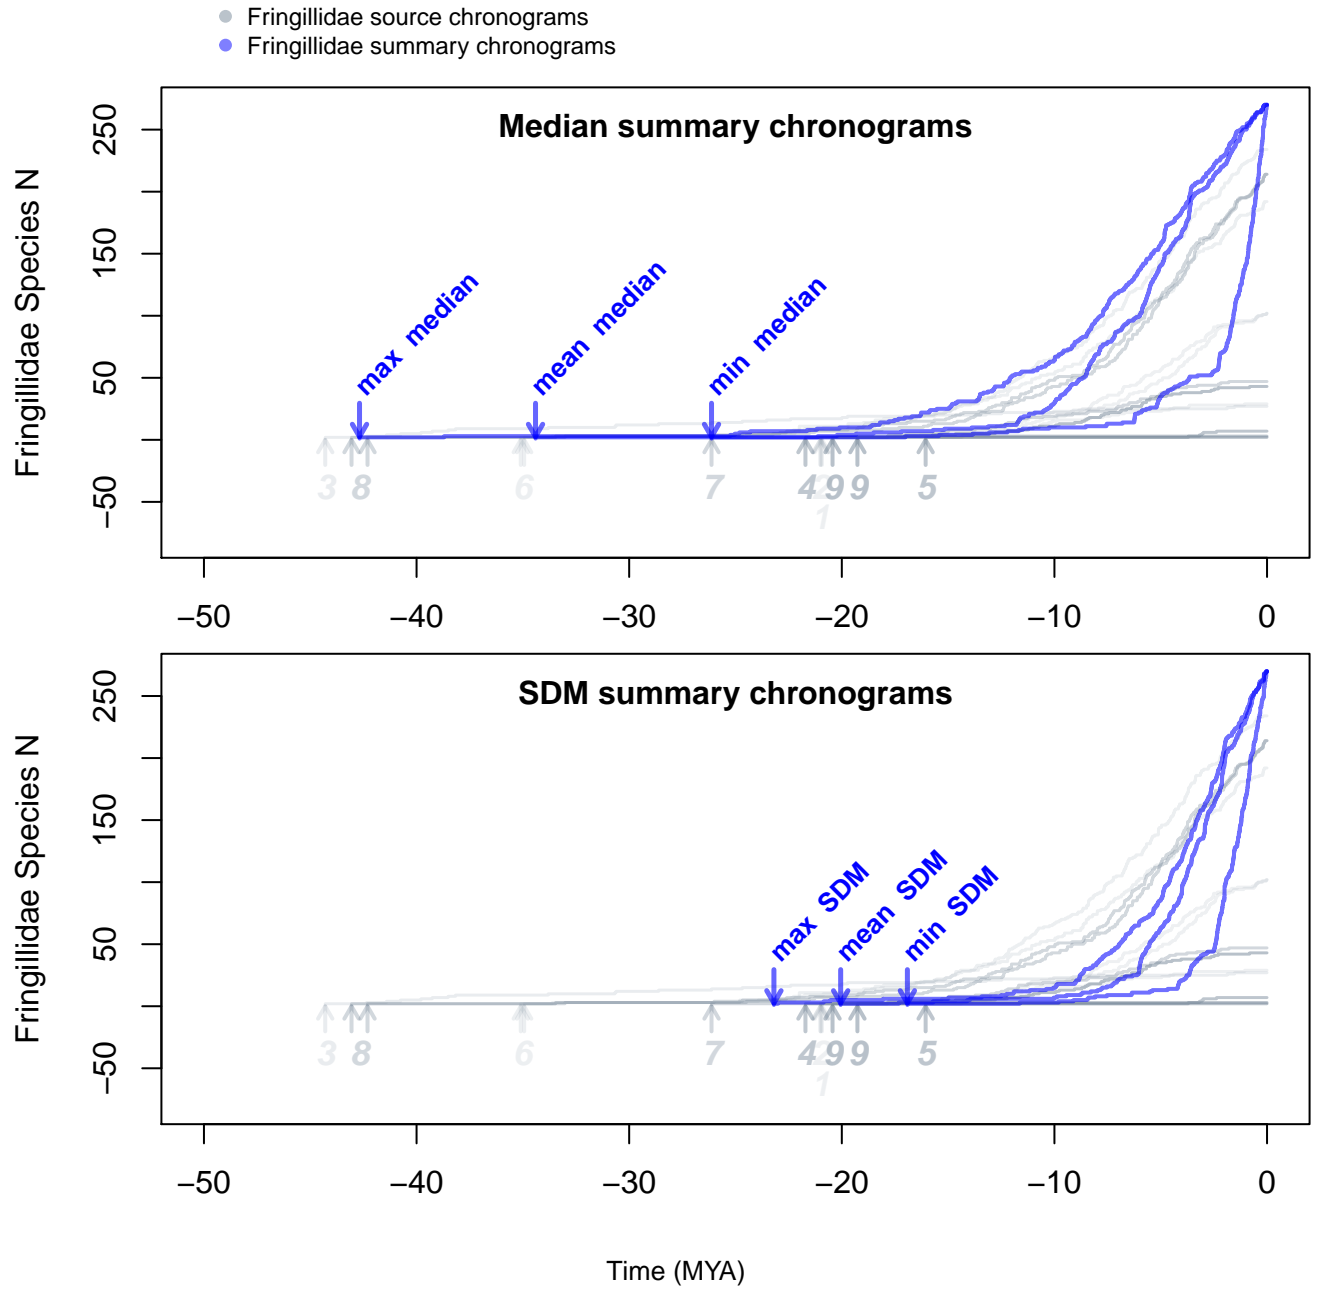 Fringillidae source chronograms
Fringillidae summary chronograms
Median summary chronograms
Fringillidae Species N
250
150
50
−50
max median
mean median
min median
3 8 6 7 4 2 9 9 5
1
−50 −40 −30 −20 −10 0
SDM summary chronograms
Fringillidae Species N
250
150
50
−50
max SDM
mean SDM
min SDM
3 8 6 7 4 2 9 9 5
1
−50 −40 −30 −20 −10 0
Time (MYA)